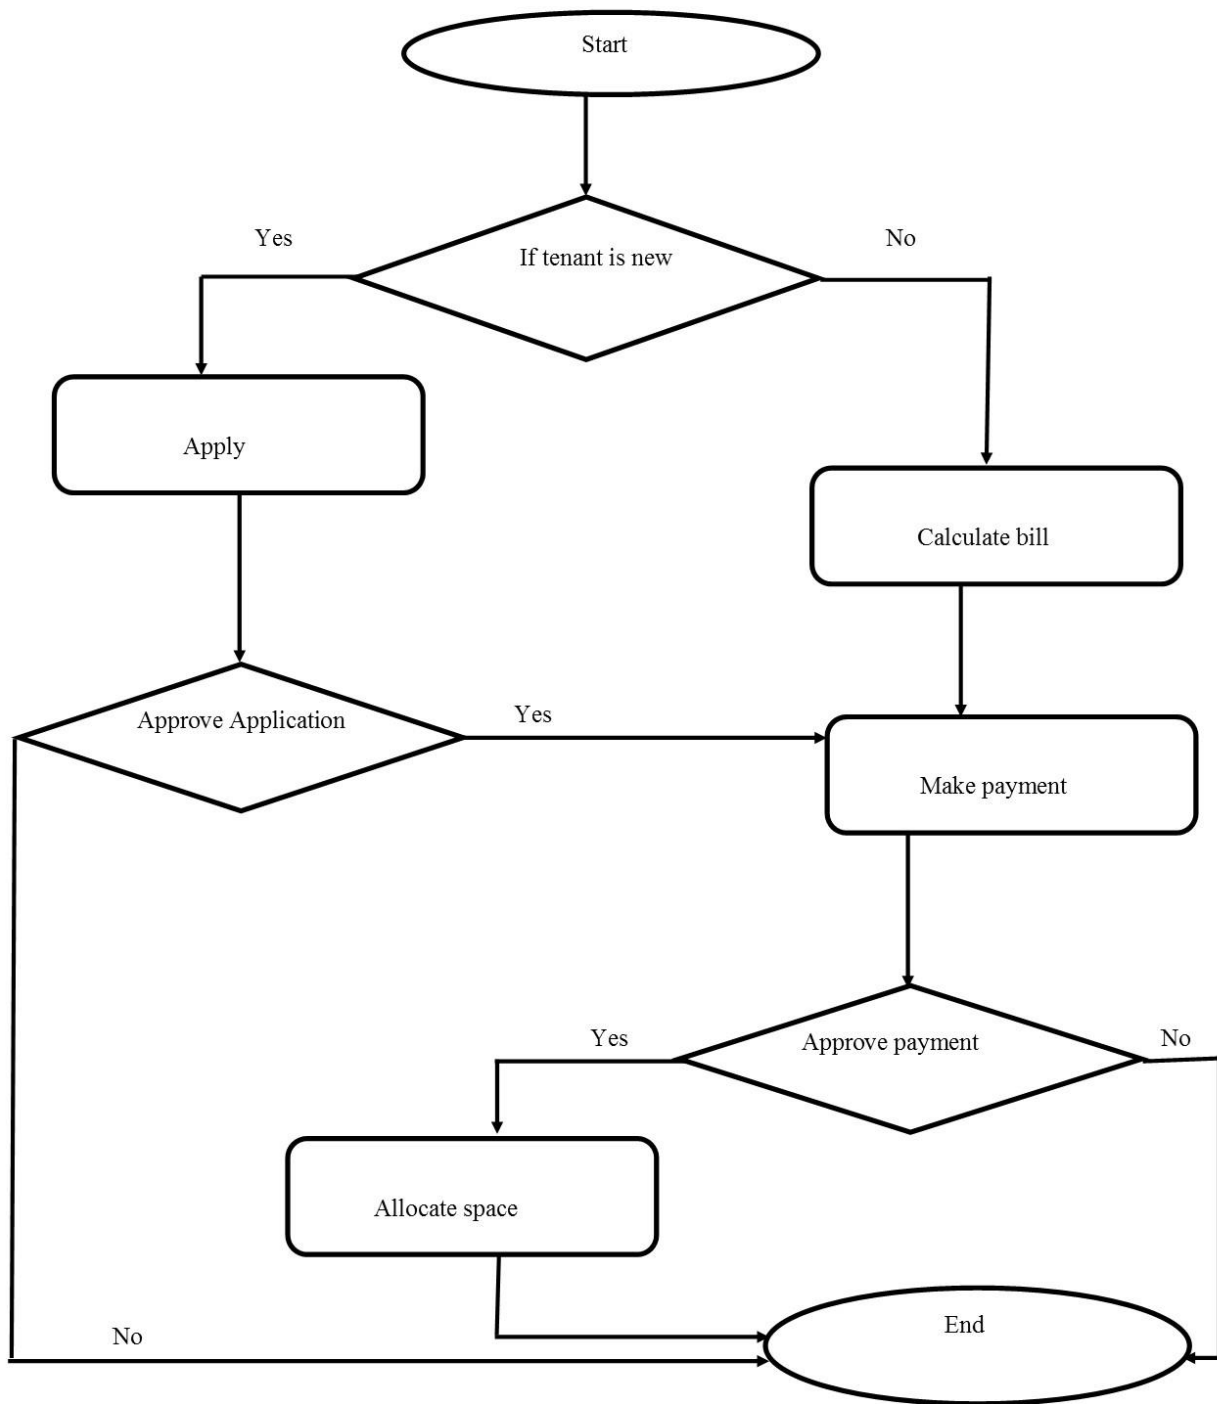 Start
Yes
No
If tenant is new
Apply
Calculate bill
Approve Application
Yes
Make payment
Yes
Approve payment
No
Allocate space
No
End